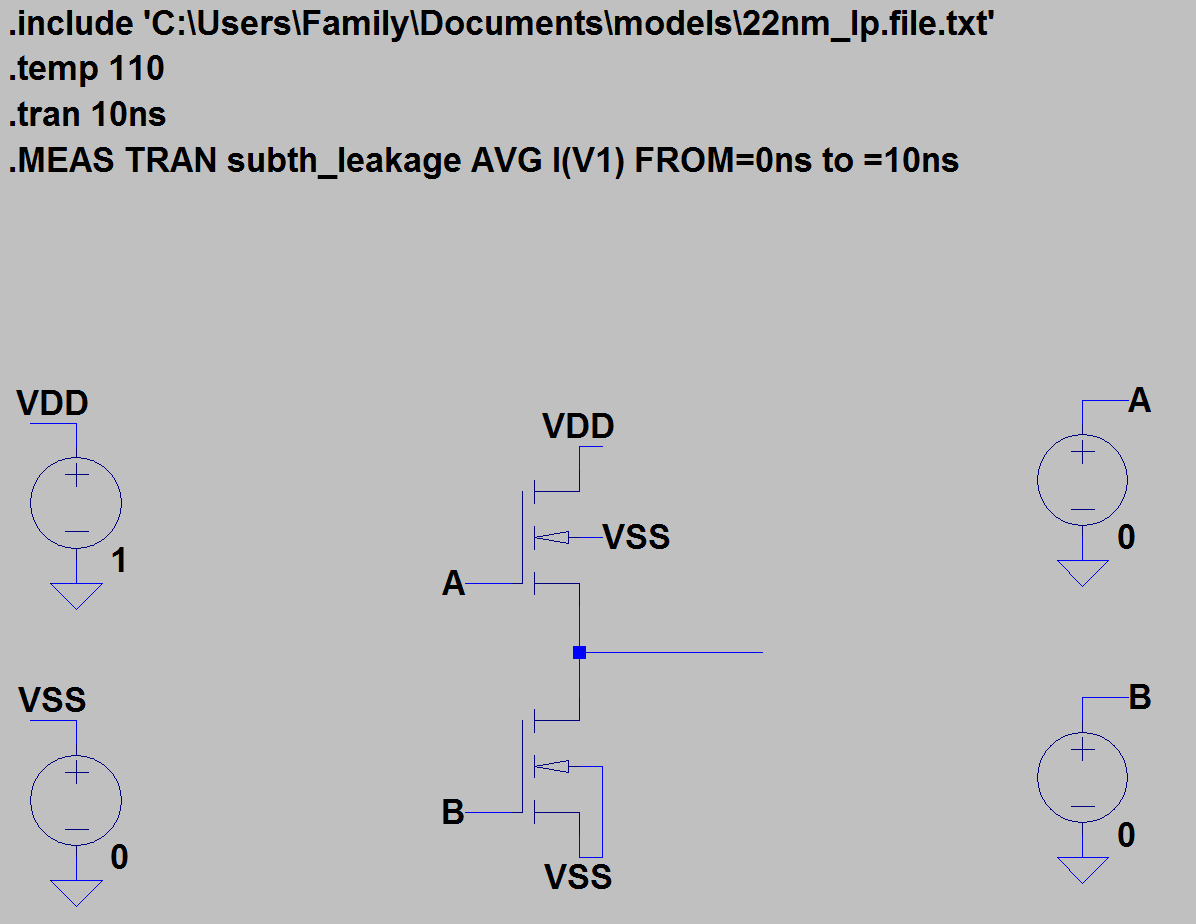 .include 'C:\Users\Family\Documents\models\22nm_lp.file.txt'
.temp 110
.tran 10ns
.MEAS TRAN subth_leakage AVG I(V1) FROM=0ns to =10ns
VDD
1
VSS
0
VDD
VSS
A
B
VSS
A
0
B
0